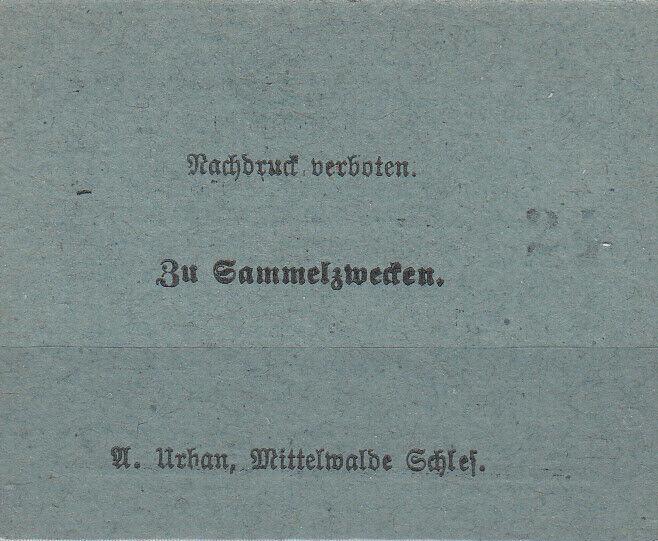 Nachdruck verboten.
Zu Sammelzwecken.
A. Urban, Mittelwalde Schles.